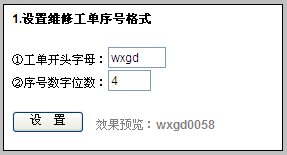 1.设置维修工单序号格式
①工单开头字母：wxgd
②序号数字位数：4
设 置 效果预览：wxgd0058